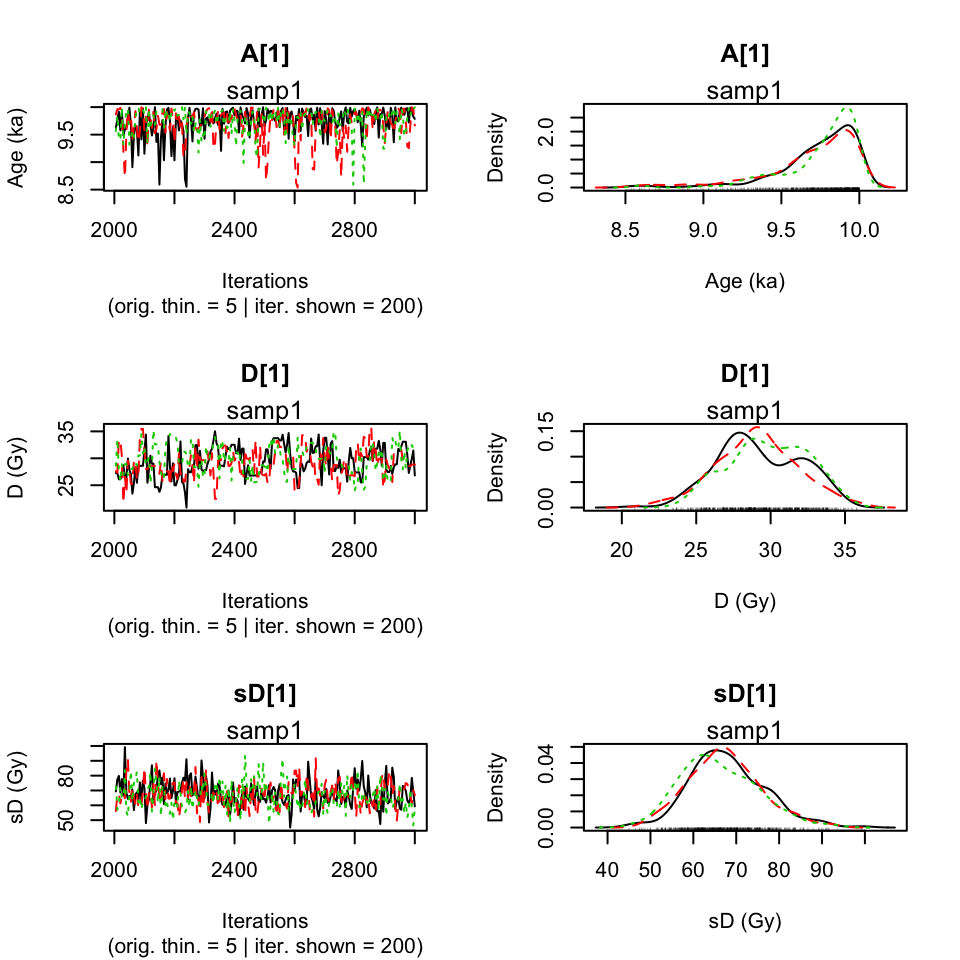 A[1]
samp1
Age (ka)
8.5 9.5
2000 2400 2800
Iterations
(orig. thin. = 5 | iter. shown = 200)
A[1]
samp1
Density
0.0 2.0
8.5 9.0 9.5 10.0
Age (ka)
D[1]
samp1
D (Gy)
25 35
2000 2400 2800
Iterations
(orig. thin. = 5 | iter. shown = 200)
D[1]
samp1
Density
0.00 0.15
20 25 30 35
D (Gy)
sD[1]
samp1
sD (Gy)
50 80
2000 2400 2800
Iterations
(orig. thin. = 5 | iter. shown = 200)
sD[1]
samp1
Density
0.00 0.04
40 50 60 70 80 90
sD (Gy)